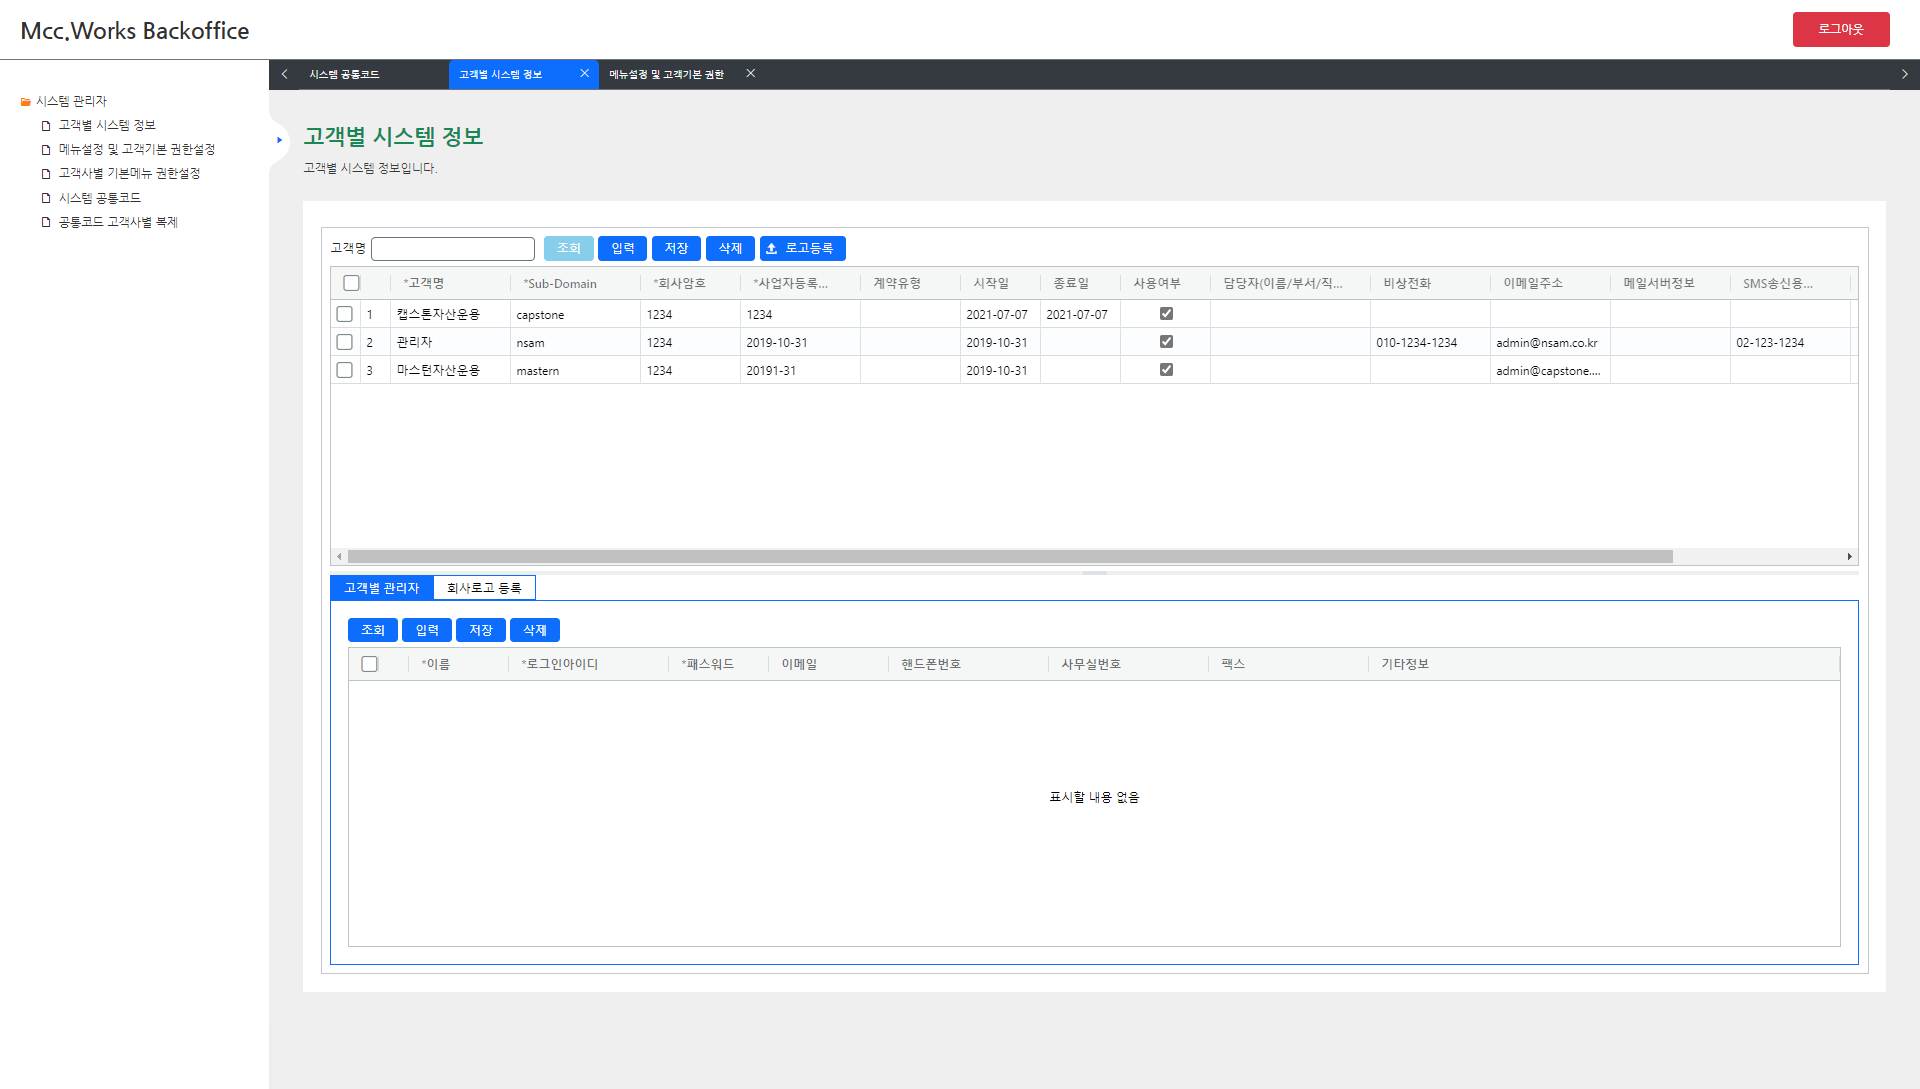 Mcc.Works Backoffice
로그아웃
시스템 공통코드
고객별 시스템 정보
메뉴설정 및 고객기본 권한
시스템 관리자
고객별 시스템 정보
메뉴설정 및 고객기본 권한설정
고객사별 기본메뉴 권한설정
시스템 공통코드
공통코드 고객사별 복제
고객별 시스템 정보
고객별 시스템 정보입니다.
고객명 조회 입력 저장 삭제 로고등록
*고객명 *Sub-Domain *회사암호 *사업자등록... 계약유형 시작일 종료일 사용여부 담당자(이름/부서/직... 비상전화 이메일주소 메일서버정보 SMS송신용...
1 캡스톤자산운용 capstone 1234 1234 2021-07-07 2021-07-07
2 관리자 nsam 1234 2019-10-31 2019-10-31 010-1234-1234 admin@nsam.co.kr 02-123-1234
3 마스턴자산운용 mastern 1234 20191-31 2019-10-31 admin@capstone....
고객별 관리자 회사로고 등록
조회 입력 저장 삭제
*이름 *로그인아이디 *패스워드 이메일 핸드폰번호 사무실번호 팩스 기타정보
표시할 내용 없음